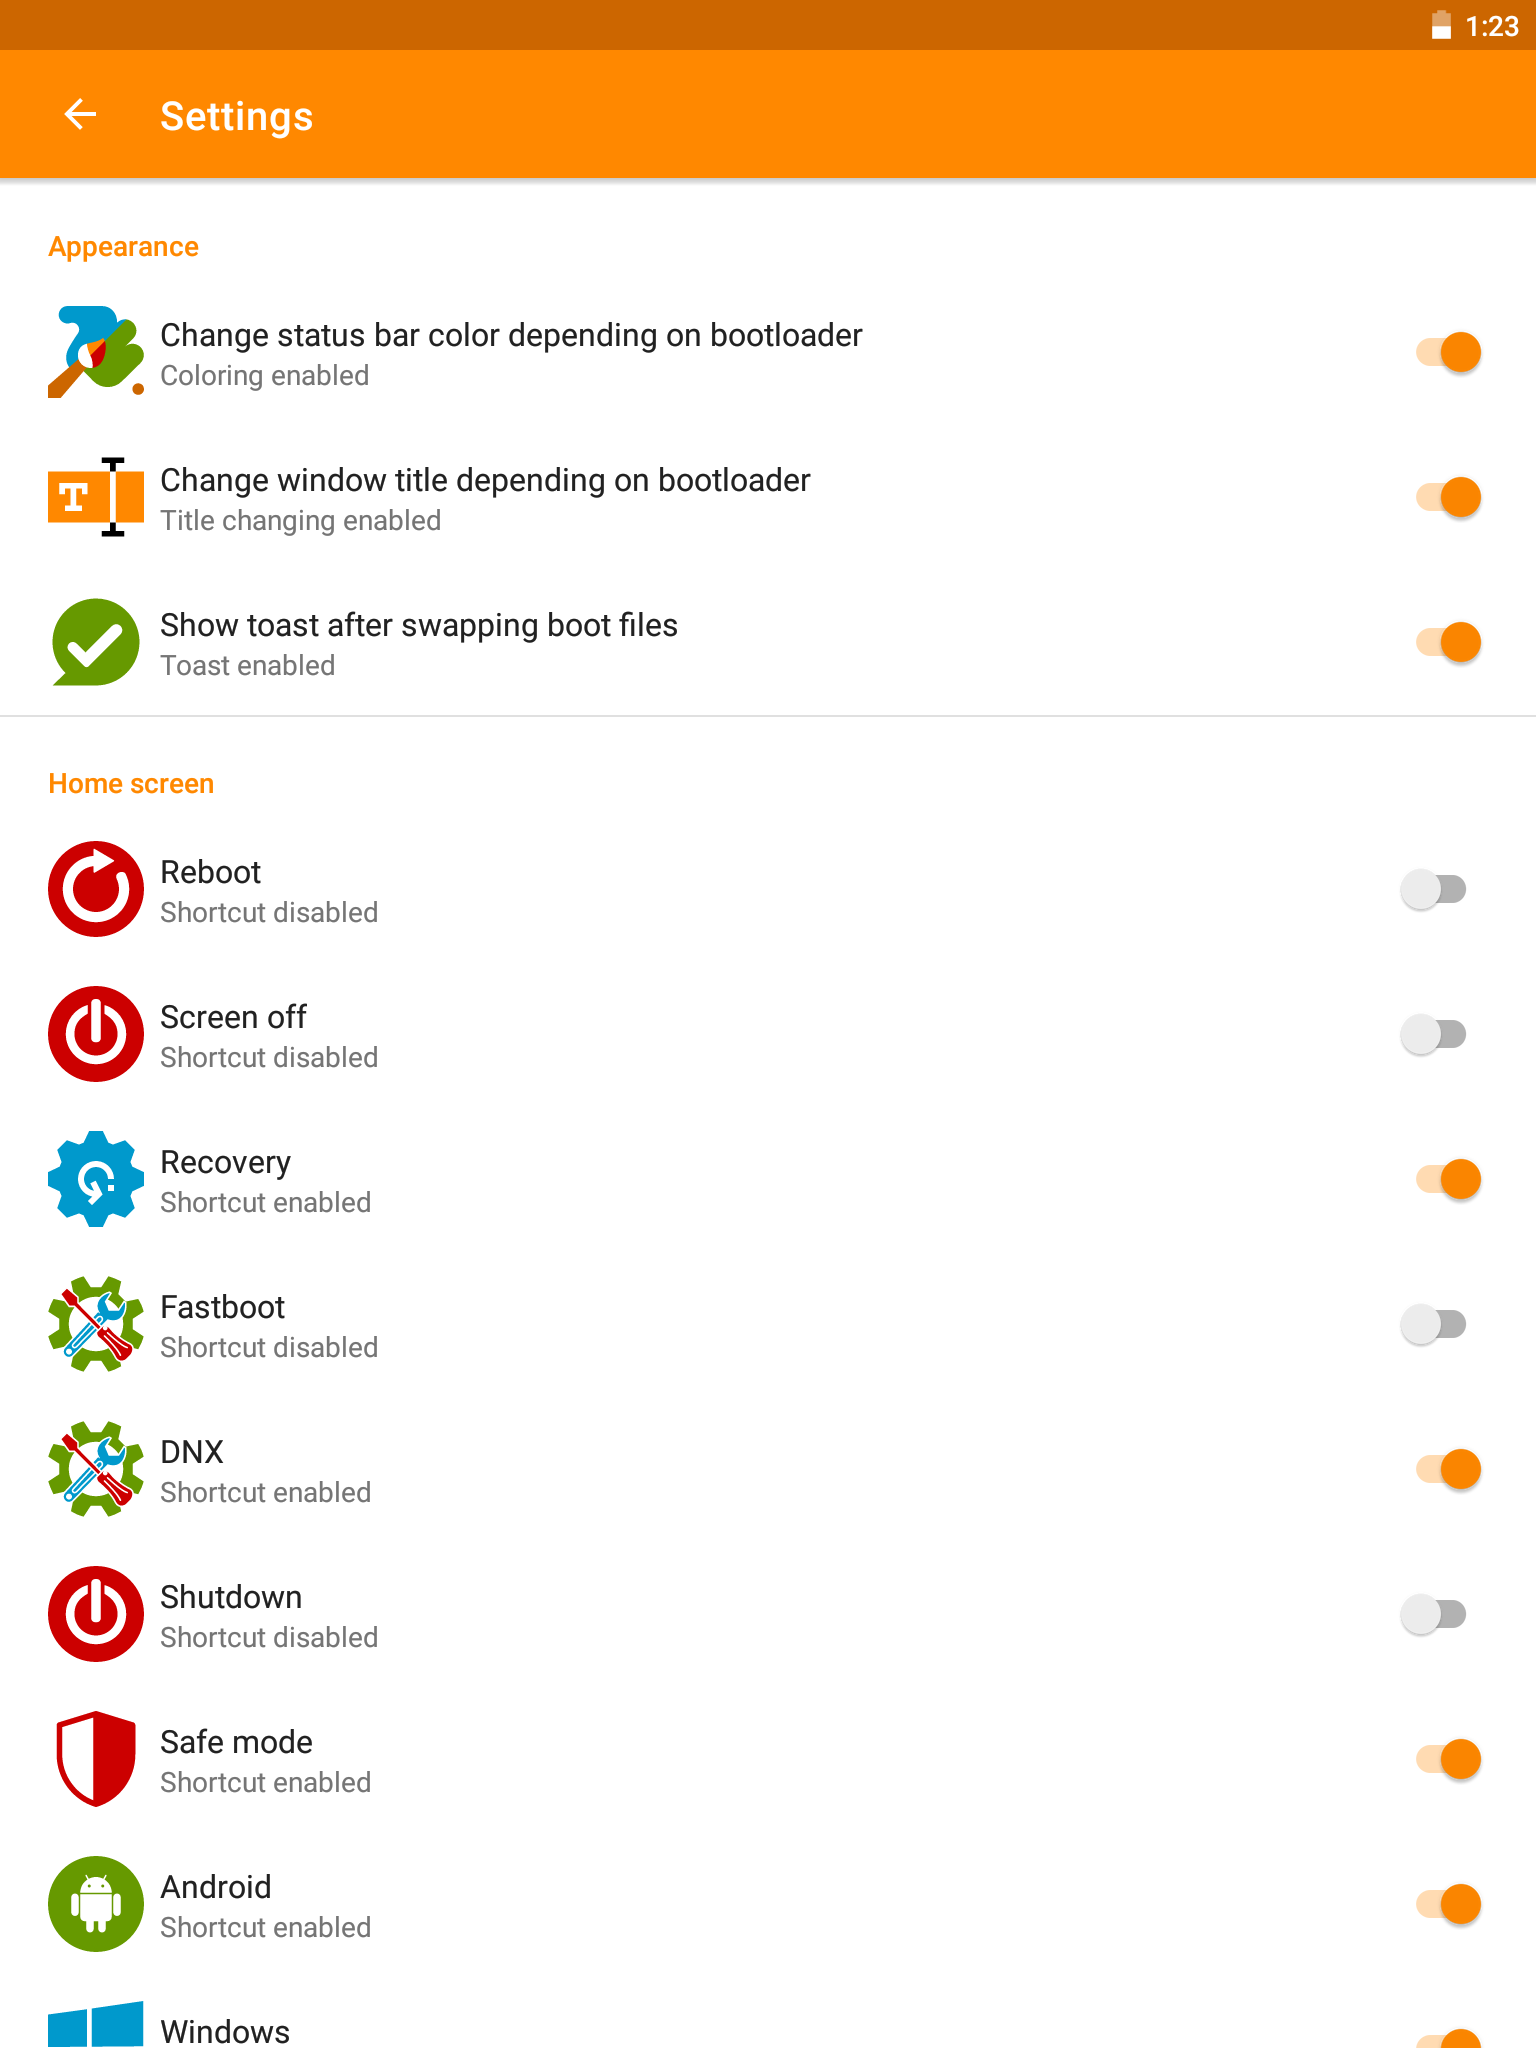 1:23
Settings
Appearance
Change status bar color depending on bootloader
Coloring enabled
T
Change window title depending on bootloader
Title changing enabled
Show toast after swapping boot files
Toast enabled
Home screen
Reboot
Shortcut disabled
Screen off
Shortcut disabled
Recovery
Shortcut enabled
Fastboot
Shortcut disabled
DNX
Shortcut enabled
Shutdown
Shortcut disabled
Safe mode
Shortcut enabled
Android
Shortcut enabled
Windows